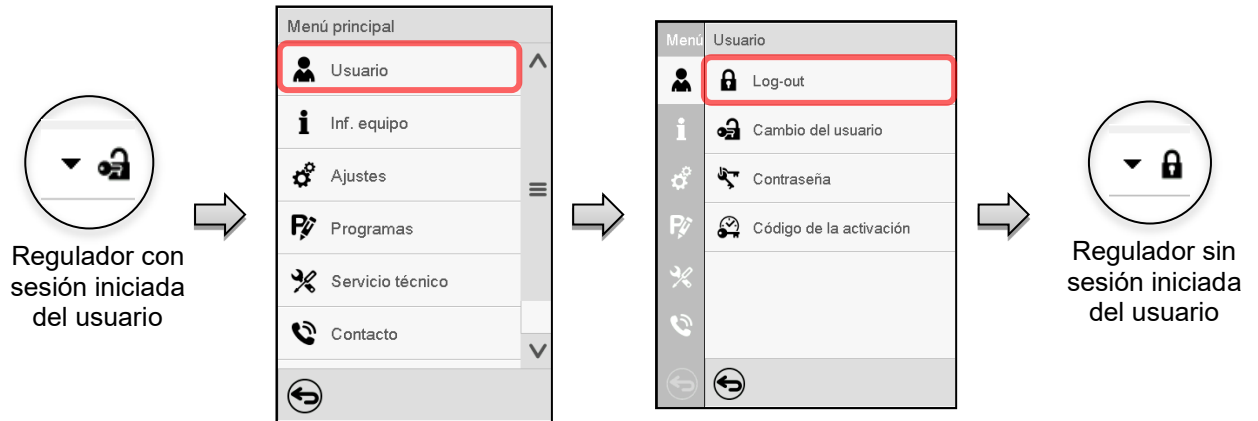 Regulador con
sesión iniciada
del usuario
Menú principal
Usuario
Inf. equipo
Ajustes
Programas
Servicio técnico
Contacto
Menú
Usuario
Log-out
Cambio del usuario
Contraseña
Código de la activación
Regulador sin
sesión iniciada
del usuario